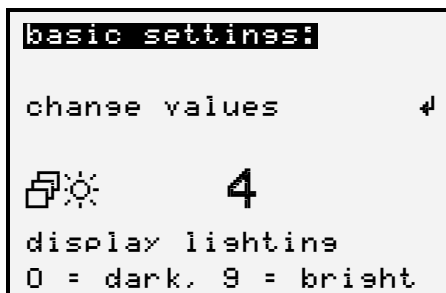 basic settings:
change values ↲
4
display lighting
0 = dark, 9 = bright